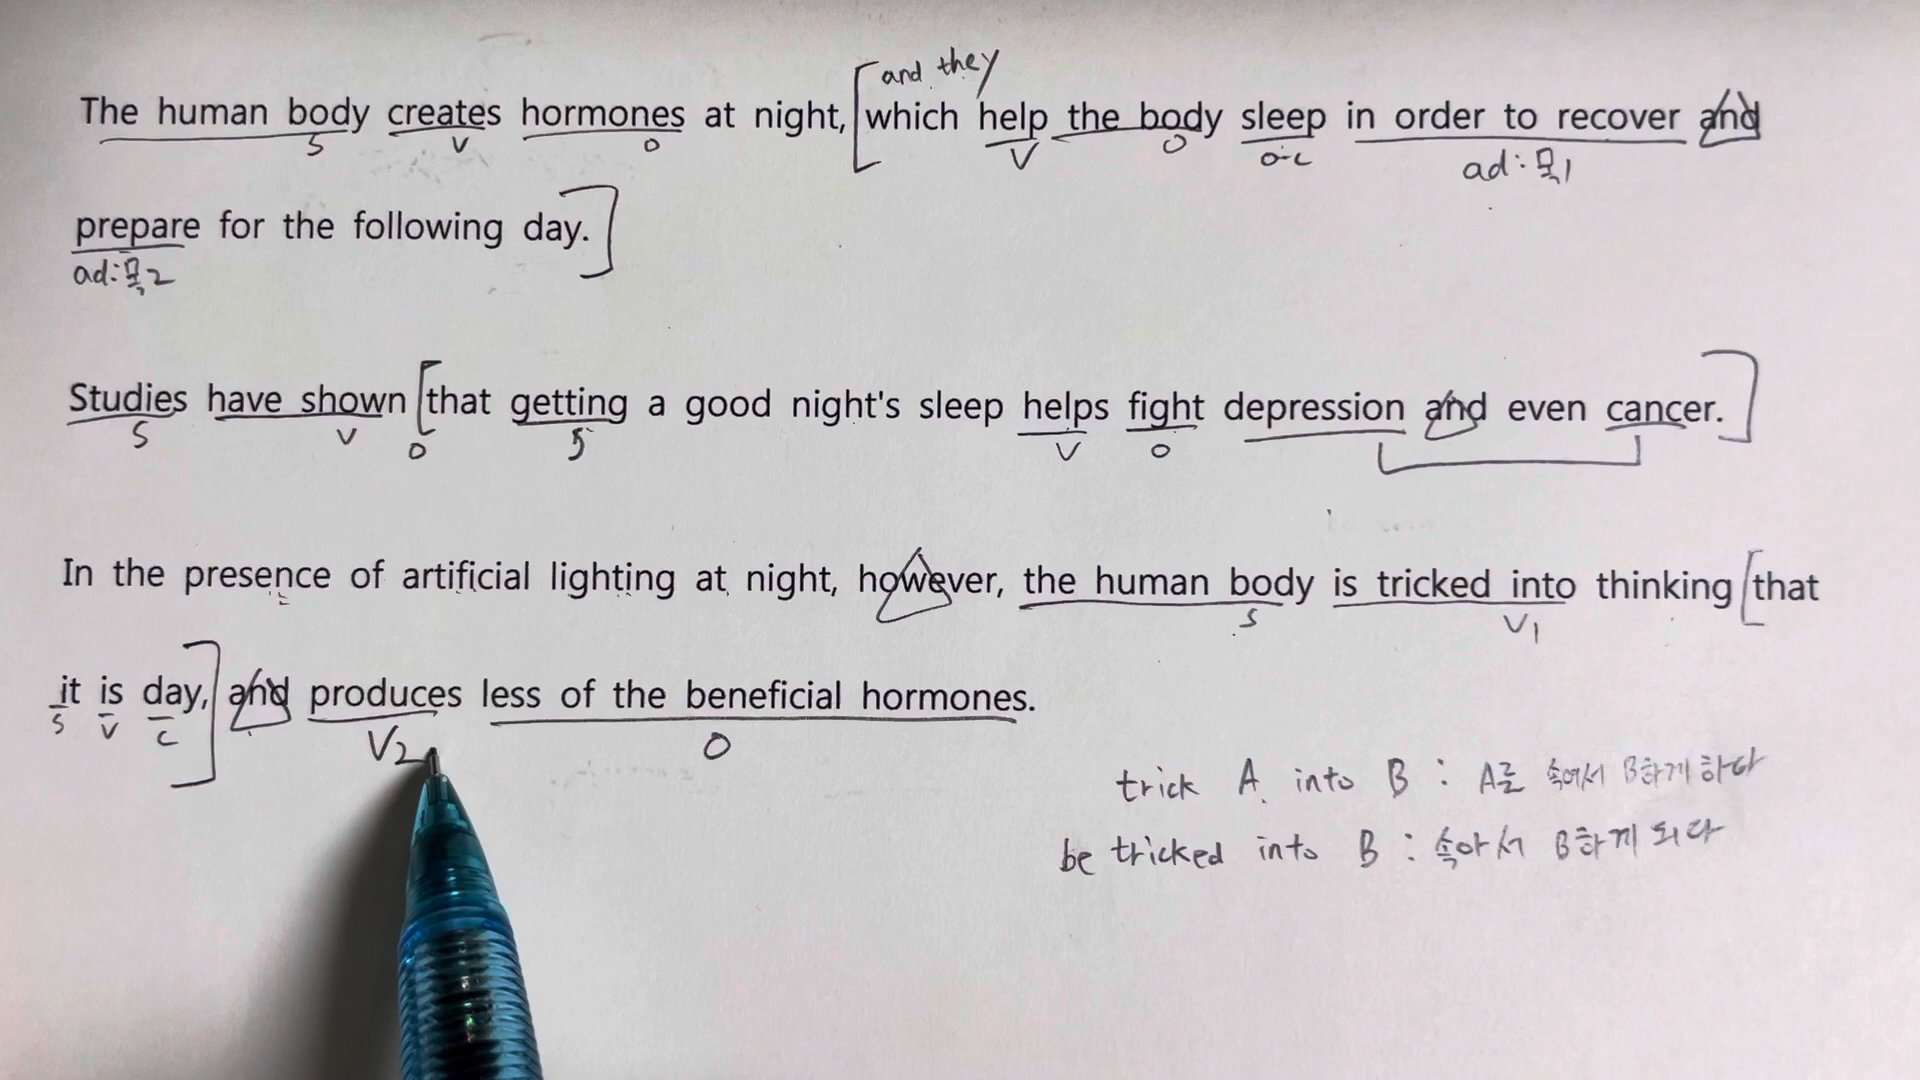 and they
The human body creates hormones at night, [which help the body sleep in order to recover and
S V O V O o-c ad:목1
prepare for the following day.]
ad:목2
Studies have shown [that getting a good night's sleep helps fight depression and even cancer.]
S V O S V O
In the presence of artificial lighting at night, however, the human body is tricked into thinking [that
S V1
it is day,] and produces less of the beneficial hormones.
S V C V2 O
trick A into B : A를 속여서 B하게 하다
be tricked into B : 속아서 B하게 되다